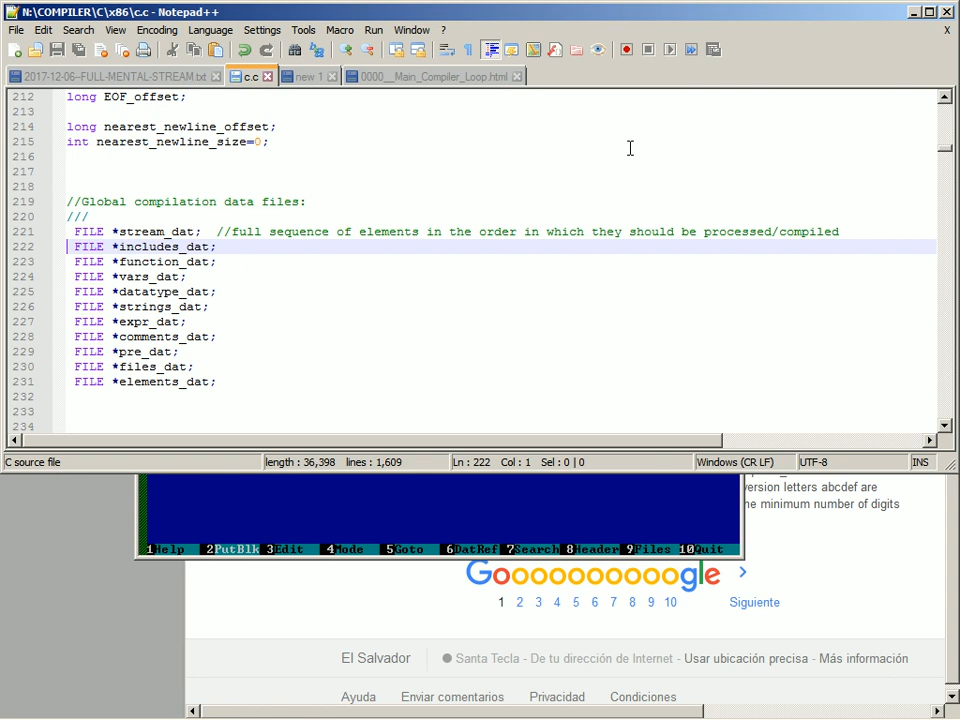 N:\COMPILER\C\x86\c.c - Notepad++
File Edit Search View Encoding Language Settings Tools Macro Run Window ? X
2017-12-06--FULL-MENTAL-STREAM.txt c.c new 1 0000__Main_Compiler_Loop.html
212 long EOF_offset;
213
214 long nearest_newline_offset;
215 int nearest_newline_size=0;
216
217
218
219 //Global compilation data files:
220 ///
221 FILE *stream_dat; //full sequence of elements in the order in which they should be processed/compiled
222 FILE *includes_dat;
223 FILE *function_dat;
224 FILE *vars_dat;
225 FILE *datatype_dat;
226 FILE *strings_dat;
227 FILE *expr_dat;
228 FILE *comments_dat;
229 FILE *pre_dat;
230 FILE *files_dat;
231 FILE *elements_dat;
232
233
234
C source file length : 36,398 lines : 1,609 Ln : 222 Col : 1 Sel : 0 | 0 Windows (CR LF) UTF-8 INS
version letters abcdef are
he minimum number of digits
1Help 2PutBlk 3Edit 4Mode 5Goto 6DatRef 7Search 8Header 9Files 10Quit
Goooooooooogle
1 2 3 4 5 6 7 8 9 10 Siguiente
El Salvador Santa Tecla - De tu dirección de Internet - Usar ubicación precisa - Más información
Ayuda Enviar comentarios Privacidad Condiciones